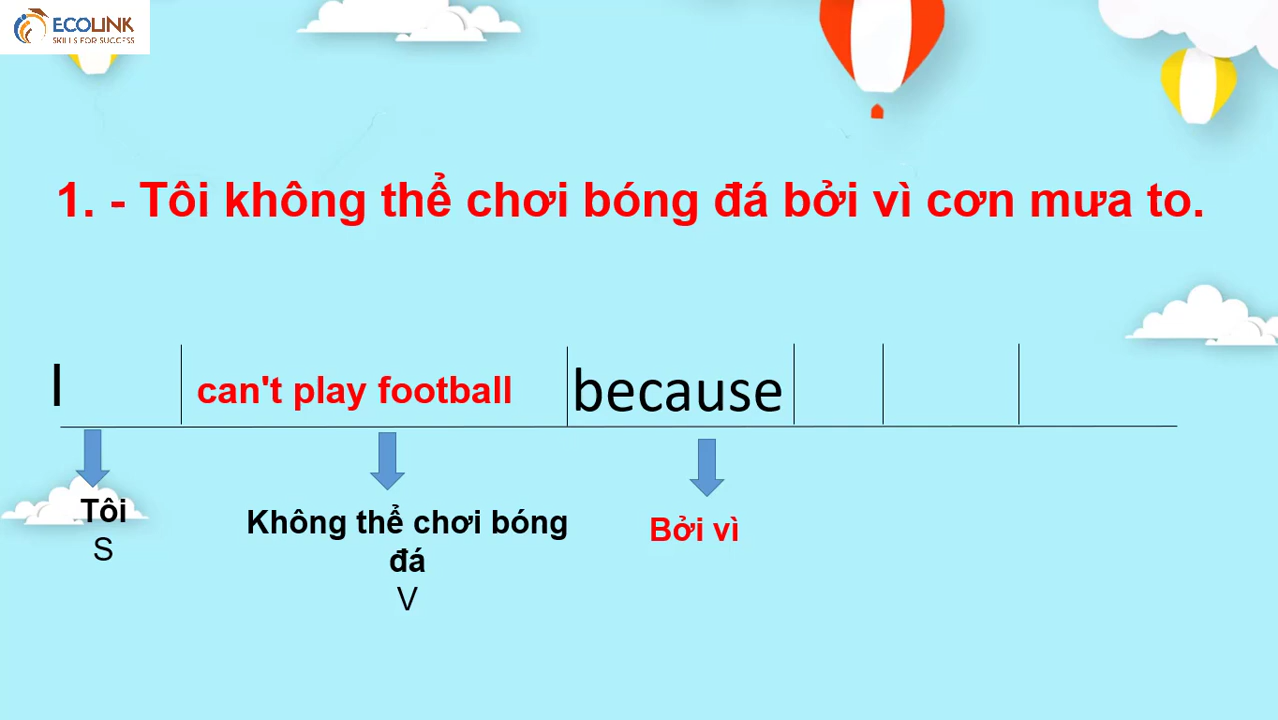 ECOLINK
SKILLS FOR SUCCESS
1. - Tôi không thể chơi bóng đá bởi vì cơn mưa to.
I can't play football because
Tôi
S
Không thể chơi bóng
đá
V
Bởi vì